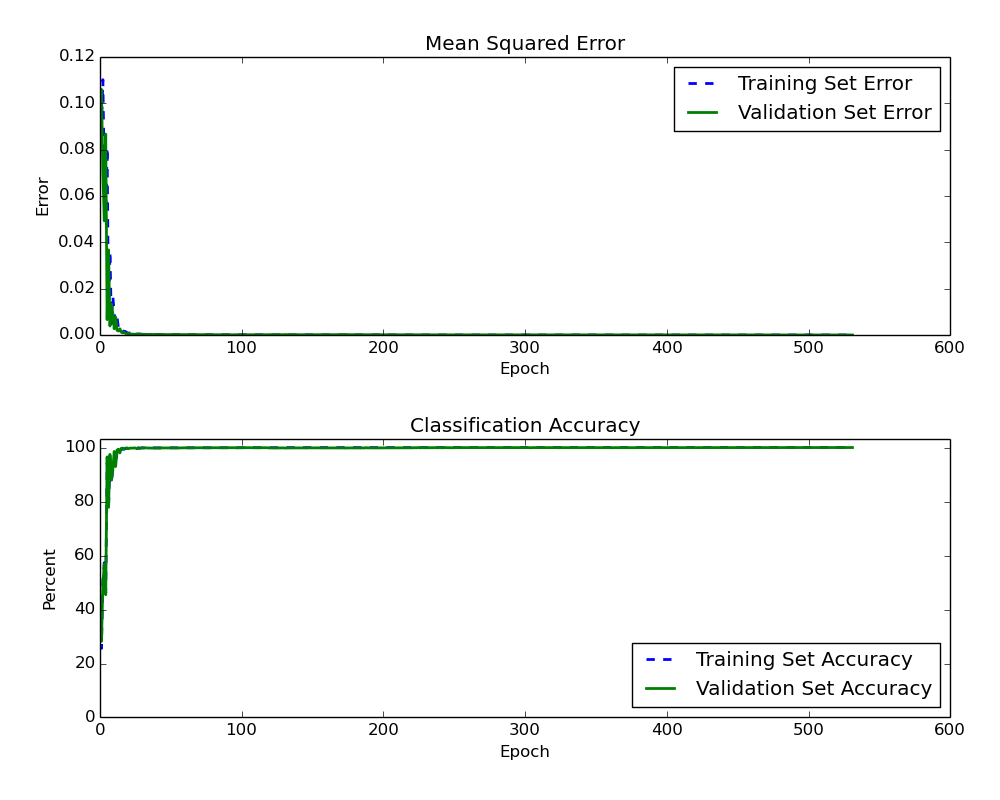 Mean Squared Error
0.12
0.10
0.08
0.06
0.04
0.02
0.00
Error
Training Set Error
Validation Set Error
0 100 200 300 400 500 600
Epoch
Classification Accuracy
100
80
60
40
20
0
Percent
Training Set Accuracy
Validation Set Accuracy
0 100 200 300 400 500 600
Epoch